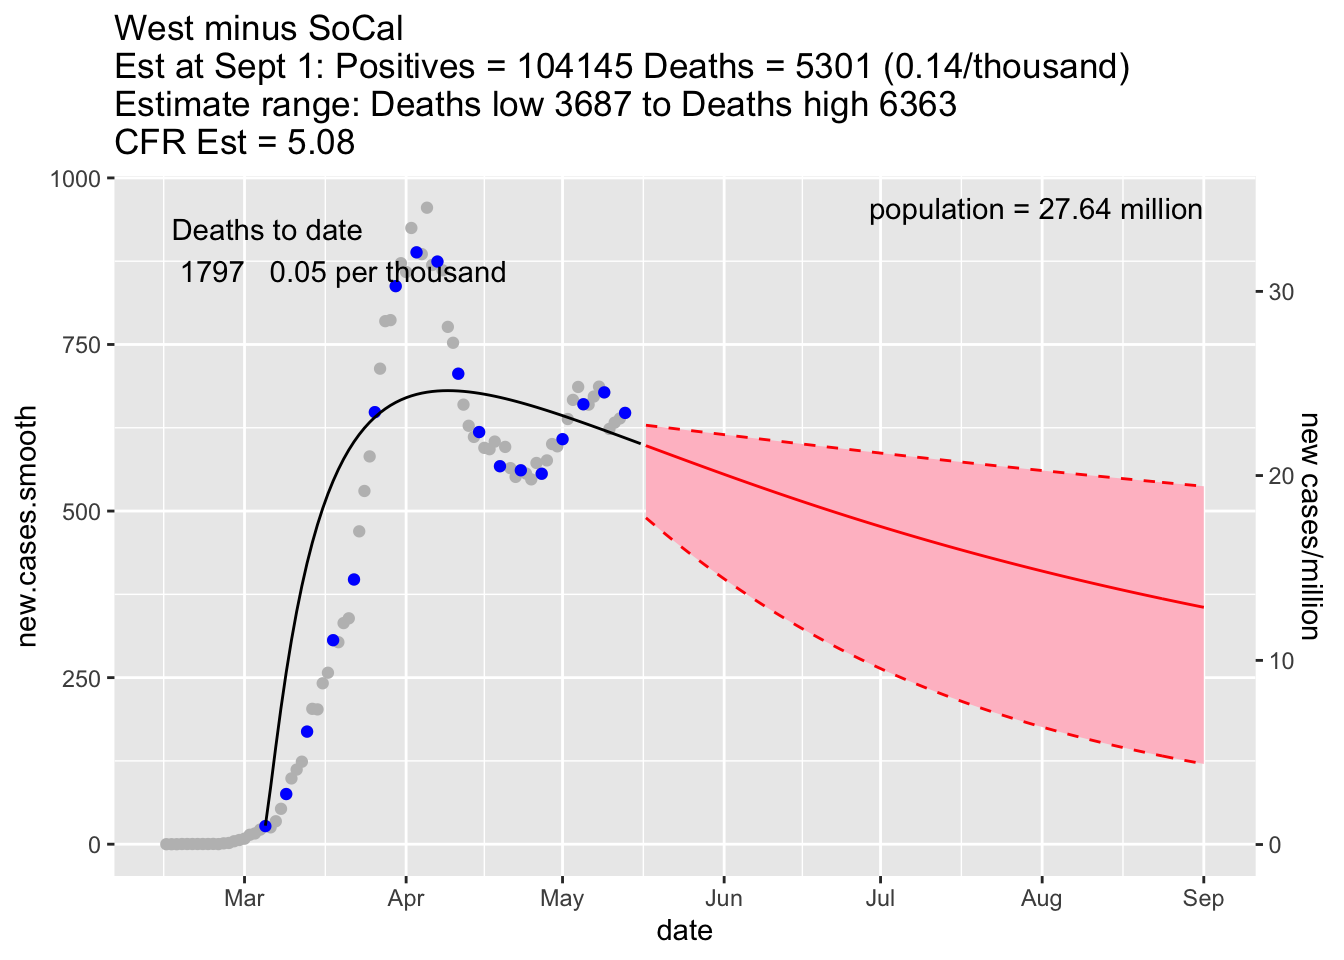 West minus SoCal
Est at Sept 1: Positives = 104145 Deaths = 5301 (0.14/thousand)
Estimate range: Deaths low 3687 to Deaths high 6363
CFR Est = 5.08
Deaths to date
1797 0.05 per thousand
population = 27.64 million
1000
750
500
250
0
new.cases.smooth
30
20
10
0
new cases/million
Mar Apr May Jun Jul Aug Sep
date